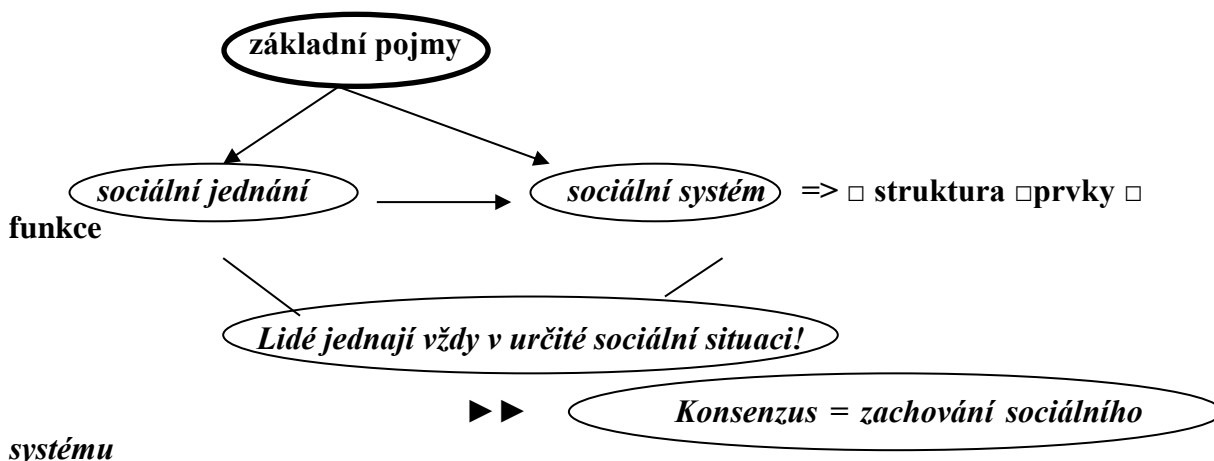 základní pojmy
sociální jednání sociální systém => □ struktura □prvky □
funkce
Lidé jednají vždy v určité sociální situaci!
►► Konsenzus = zachování sociálního
systému